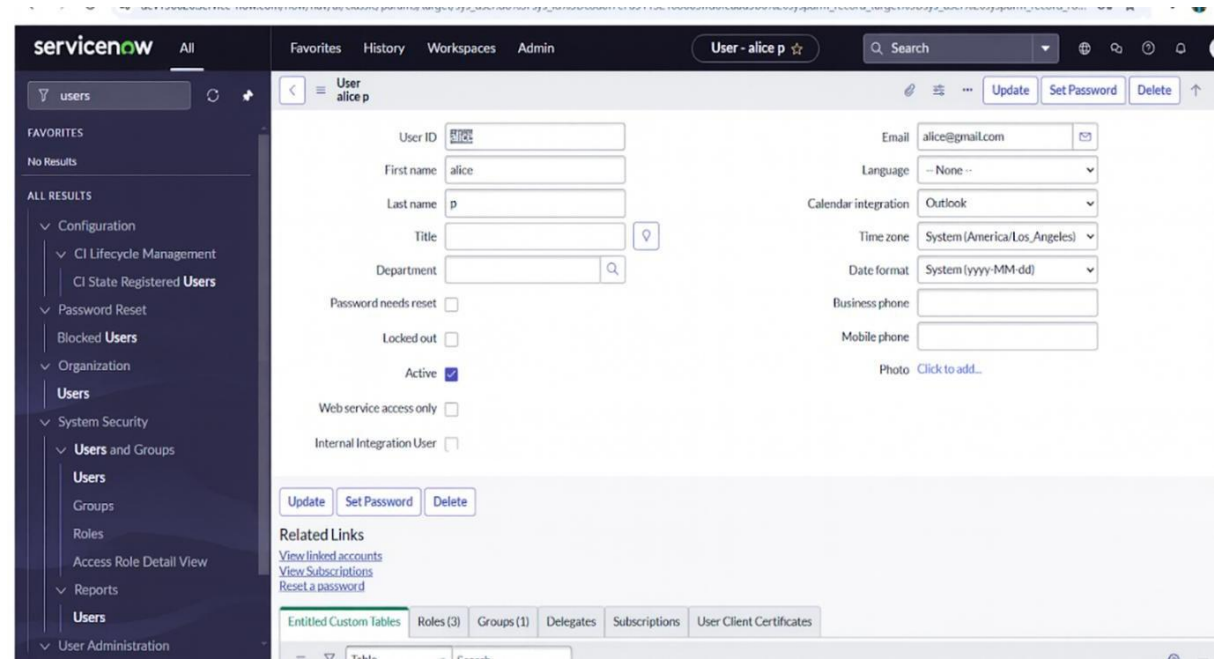 servicenow All Favorites History Workspaces Admin User - alice p Search
users
User
alice p
Update Set Password Delete
FAVORITES
No Results
ALL RESULTS
Configuration
CI Lifecycle Management
CI State Registered Users
Password Reset
Blocked Users
Organization
Users
System Security
Users and Groups
Users
Groups
Roles
Access Role Detail View
Reports
Users
User Administration
User ID alice
First name alice
Last name p
Title
Department
Password needs reset
Locked out
Active
Web service access only
Internal Integration User
Email alice@gmail.com
Language -- None --
Calendar integration Outlook
Time zone System (America/Los_Angeles)
Date format System (yyyy-MM-dd)
Business phone
Mobile phone
Photo Click to add...
Update Set Password Delete
Related Links
View linked accounts
View Subscriptions
Reset a password
Entitled Custom Tables Roles (3) Groups (1) Delegates Subscriptions User Client Certificates
Table Search